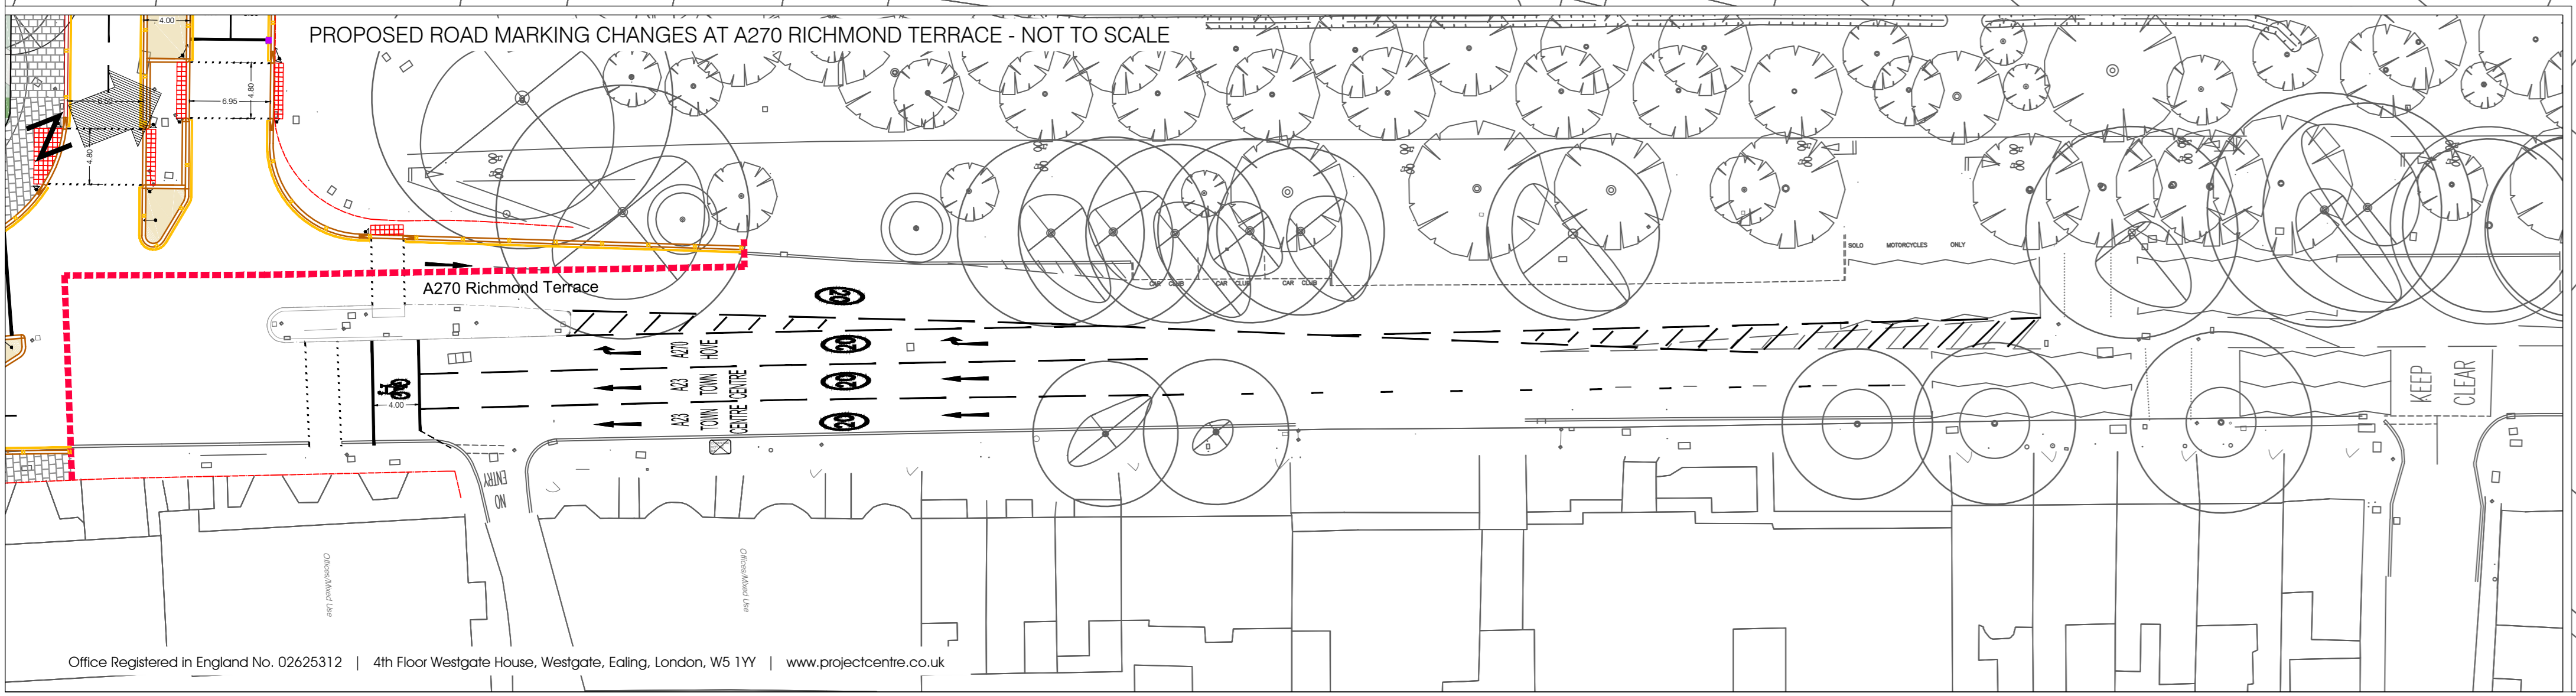 PROPOSED ROAD MARKING CHANGES AT A270 RICHMOND TERRACE - NOT TO SCALE
4.00
6.50
6.95
4.80
4.80
N
A270 Richmond Terrace
SOLO MOTORCYCLES ONLY
CAR CLUB
CAR CLUB
CAR CLUB
20
20
20
20
A270 HOVE
A23 TOWN CENTRE
A23 TOWN CENTRE
4.00
KEEP CLEAR
NO ENTRY
Offices/Mixed Use
Offices/Mixed Use
Office Registered in England No. 02625312 | 4th Floor Westgate House, Westgate, Ealing, London, W5 1YY | www.projectcentre.co.uk